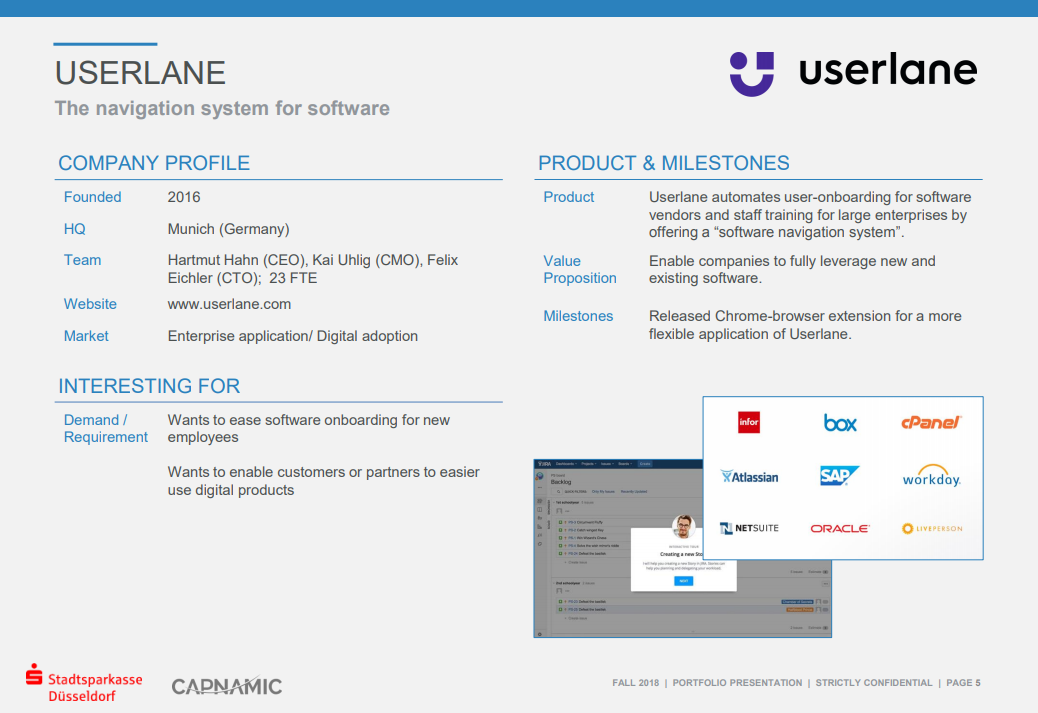 USERLANE
The navigation system for software
userlane
COMPANY PROFILE
Founded 2016
HQ Munich (Germany)
Team Hartmut Hahn (CEO), Kai Uhlig (CMO), Felix
Eichler (CTO); 23 FTE
Website www.userlane.com
Market Enterprise application/ Digital adoption
INTERESTING FOR
Demand / Wants to ease software onboarding for new
Requirement employees
Wants to enable customers or partners to easier
use digital products
PRODUCT & MILESTONES
Product Userlane automates user-onboarding for software
vendors and staff training for large enterprises by
offering a “software navigation system”.
Value Enable companies to fully leverage new and
Proposition existing software.
Milestones Released Chrome-browser extension for a more
flexible application of Userlane.
infor box cPanel
Atlassian SAP workday.
NETSUITE ORACLE LIVEPERSON
Backlog
Creating a new
NEXT
Stadtsparkasse
Düsseldorf
CAPNAMIC
FALL 2018 | PORTFOLIO PRESENTATION | STRICTLY CONFIDENTIAL | PAGE 5